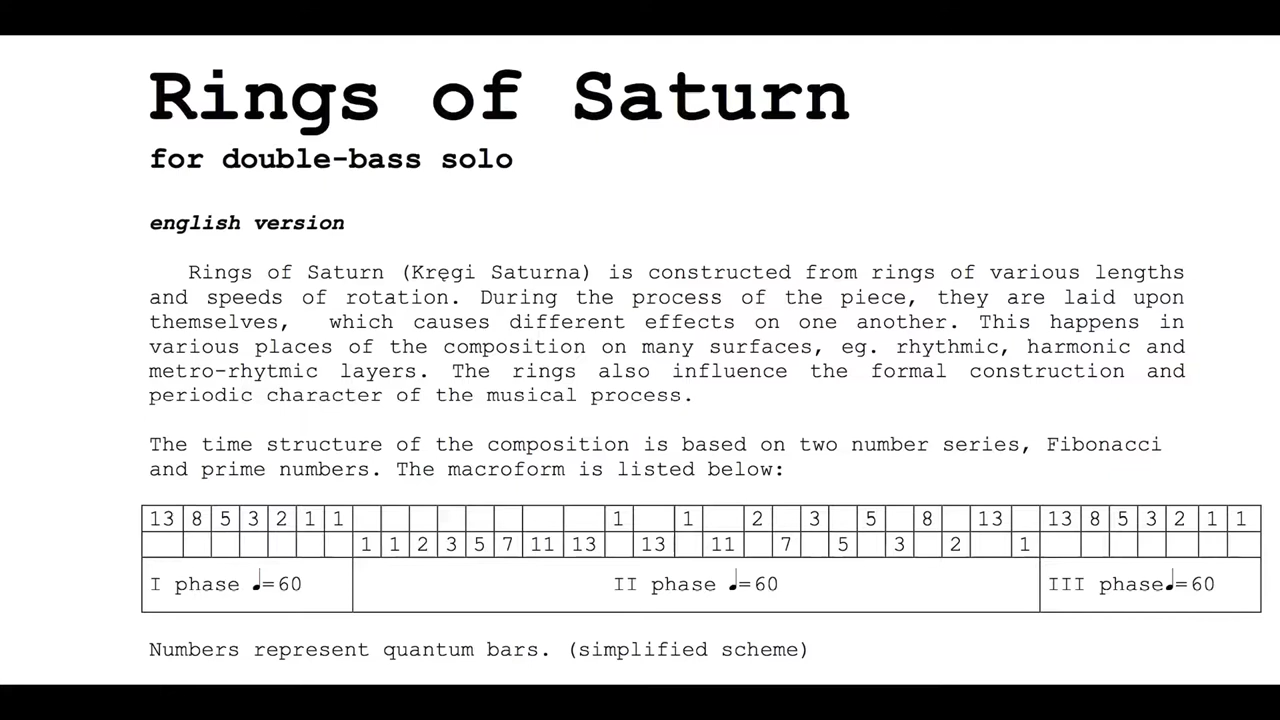 Rings of Saturn
for double-bass solo
english version
Rings of Saturn (Kręgi Saturna) is constructed from rings of various lengths
and speeds of rotation. During the process of the piece, they are laid upon
themselves, which causes different effects on one another. This happens in
various places of the composition on many surfaces, eg. rhythmic, harmonic and
metro-rhytmic layers. The rings also influence the formal construction and
periodic character of the musical process.
The time structure of the composition is based on two number series, Fibonacci
and prime numbers. The macroform is listed below:
13 8 5 3 2 1 1 1 1 2 3 5 8 13 13 8 5 3 2 1 1
1 1 2 3 5 7 11 13 13 11 7 5 3 2 1
I phase ♩=60 II phase ♩=60 III phase♩=60
Numbers represent quantum bars. (simplified scheme)